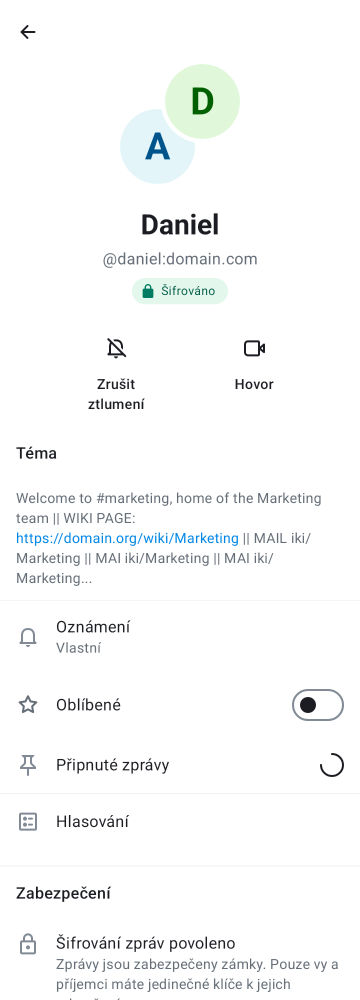 D
A
Daniel
@daniel:domain.com
Šifrováno
Zrušit
ztlumení
Hovor
Téma
Welcome to #marketing, home of the Marketing
team || WIKI PAGE:
https://domain.org/wiki/Marketing || MAIL iki/
Marketing || MAI iki/Marketing || MAI iki/
Marketing...
Oznámení
Vlastní
Oblíbené
Připnuté zprávy
Hlasování
Zabezpečení
Šifrování zpráv povoleno
Zprávy jsou zabezpečeny zámky. Pouze vy a
příjemci máte jedinečné klíče k jejich